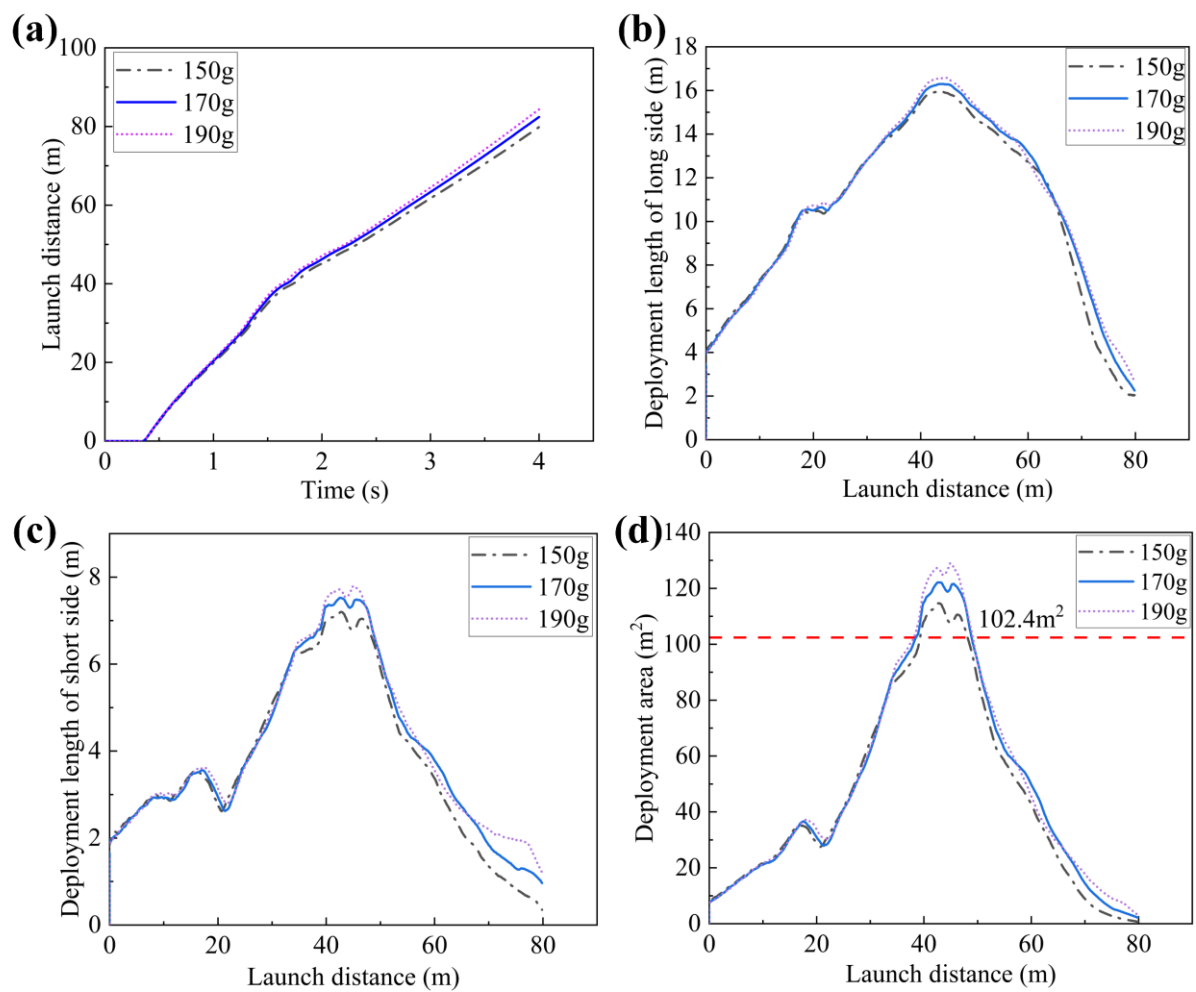 (a)
100
80
60
40
20
0
Launch distance (m)
150g
170g
190g
0 1 2 3 4
Time (s)
(b)
18
16
14
12
10
8
6
4
2
0
Deployment length of long side (m)
150g
170g
190g
0 20 40 60 80
Launch distance (m)
(c)
8
6
4
2
0
Deployment length of short side (m)
150g
170g
190g
0 20 40 60 80
Launch distance (m)
(d)
140
120
100
80
60
40
20
0
Deployment area (m²)
150g
170g
190g
102.4m²
0 20 40 60 80
Launch distance (m)